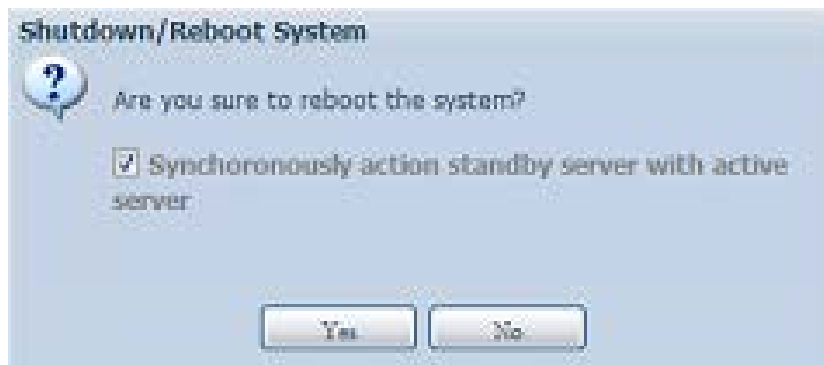 Shutdown/Reboot System
Are you sure to reboot the system?
Synchoronously action standby server with active
server
Yes
No